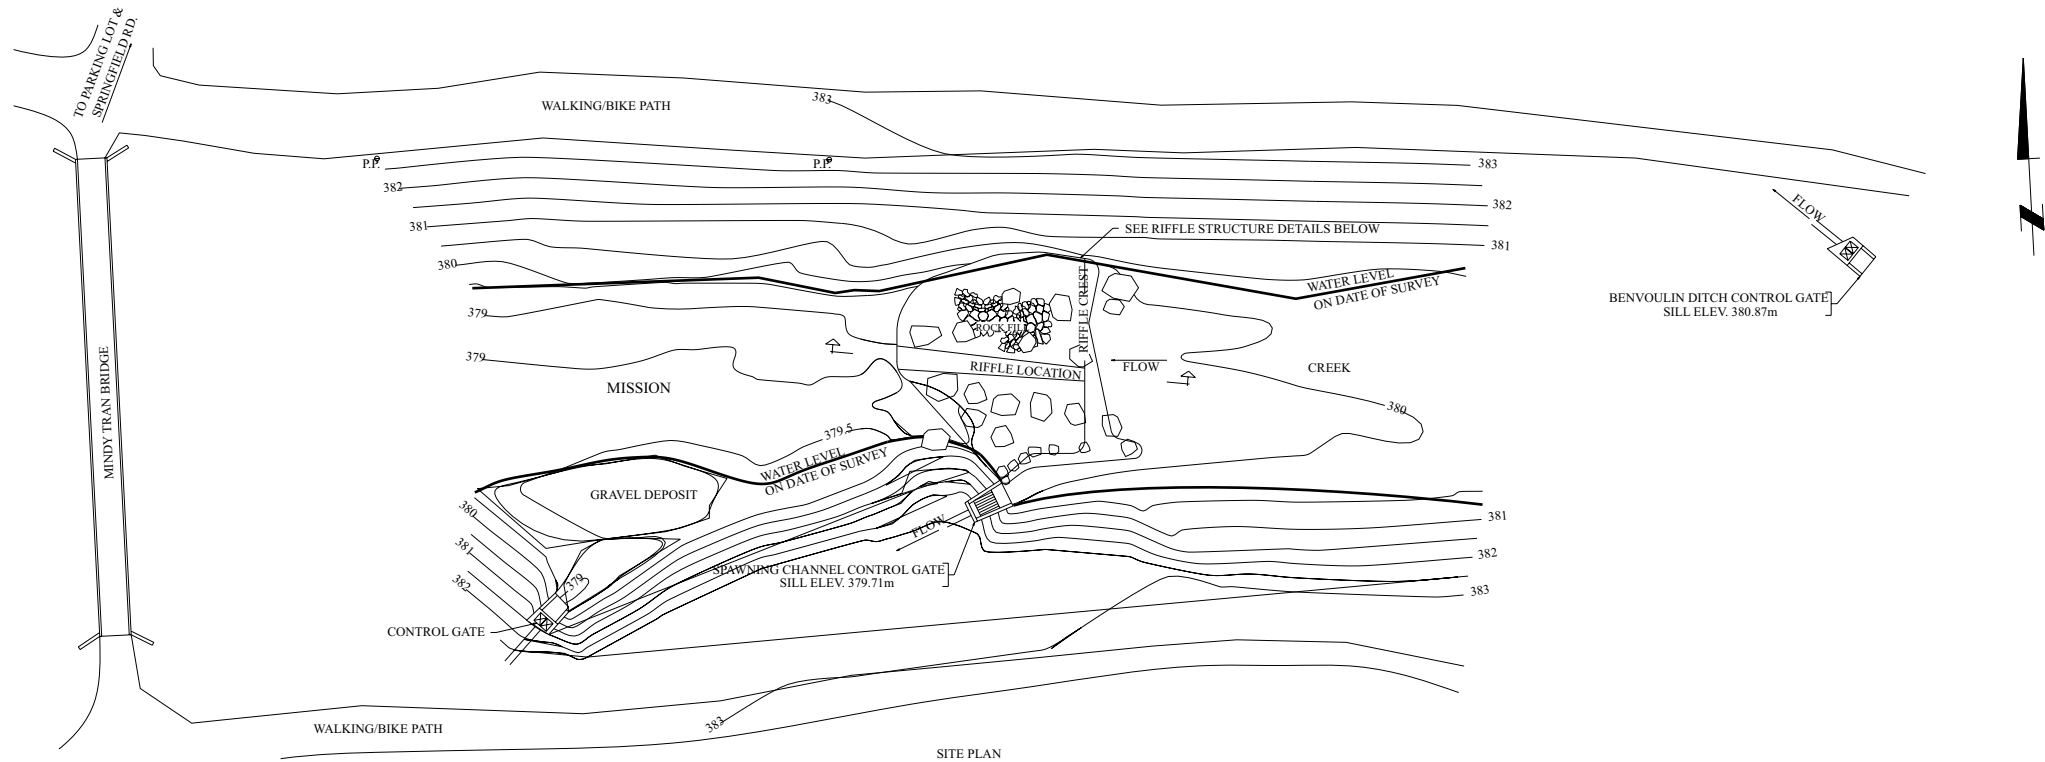 TO PARKING LOT &
SPRINGFIELD RD.
WALKING/BIKE PATH
383
P.P.
P.P.
383
382
382
FLOW
381
SEE RIFFLE STRUCTURE DETAILS BELOW
381
380
WATER LEVEL
ON DATE OF SURVEY
BENVOULIN DITCH CONTROL GATE
SILL ELEV. 380.87m
379
ROCK FILL
RIFFLE CREST
379
RIFFLE LOCATION
FLOW
CREEK
MISSION
MINDY TRAN BRIDGE
380
379.5
WATER LEVEL
ON DATE OF SURVEY
GRAVEL DEPOSIT
380
FLOW
381
381
382
382
379
SPAWNING CHANNEL CONTROL GATE
SILL ELEV. 379.71m
383
CONTROL GATE
383
WALKING/BIKE PATH
SITE PLAN